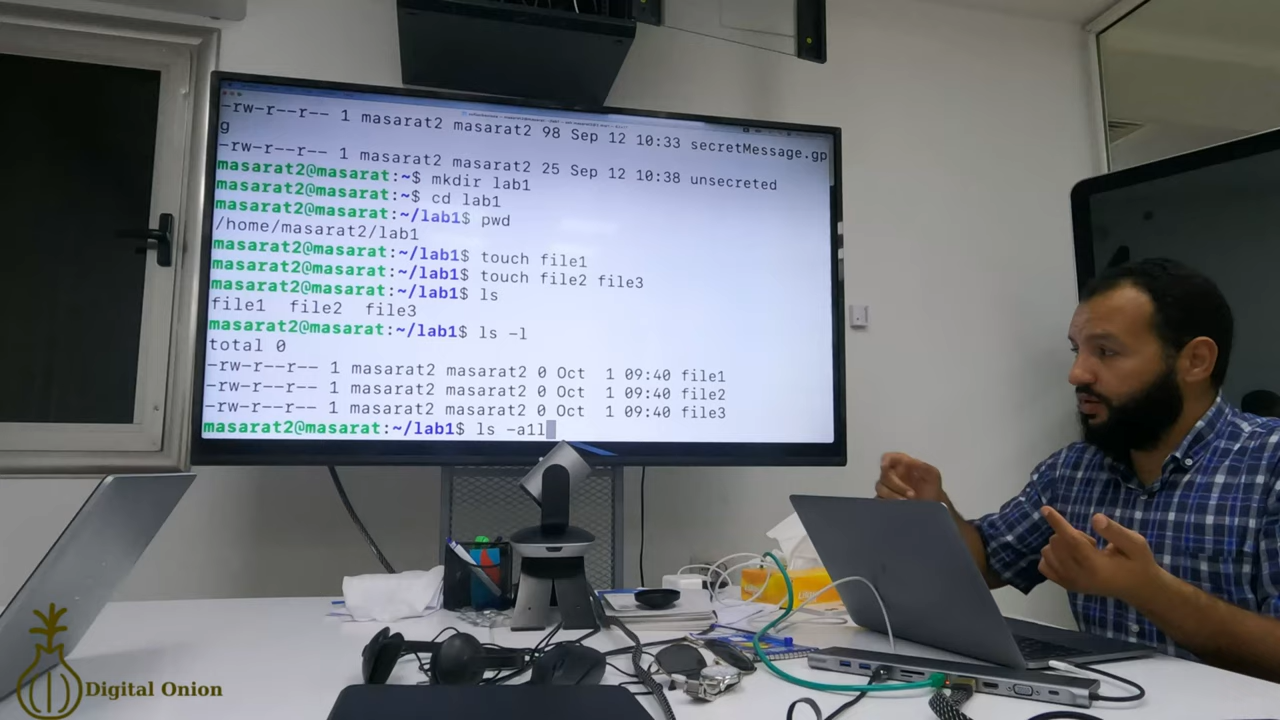 -rw-r--r-- 1 masarat2 masarat2 98 Sep 12 10:33 secretMessage.gp
g
-rw-r--r-- 1 masarat2 masarat2 25 Sep 12 10:38 unsecreted
masarat2@masarat:~$ mkdir lab1
masarat2@masarat:~$ cd lab1
masarat2@masarat:~/lab1$ pwd
/home/masarat2/lab1
masarat2@masarat:~/lab1$ touch file1
masarat2@masarat:~/lab1$ touch file2 file3
masarat2@masarat:~/lab1$ ls
file1 file2 file3
masarat2@masarat:~/lab1$ ls -l
total 0
-rw-r--r-- 1 masarat2 masarat2 0 Oct 1 09:40 file1
-rw-r--r-- 1 masarat2 masarat2 0 Oct 1 09:40 file2
-rw-r--r-- 1 masarat2 masarat2 0 Oct 1 09:40 file3
masarat2@masarat:~/lab1$ ls -a1l
Digital Onion